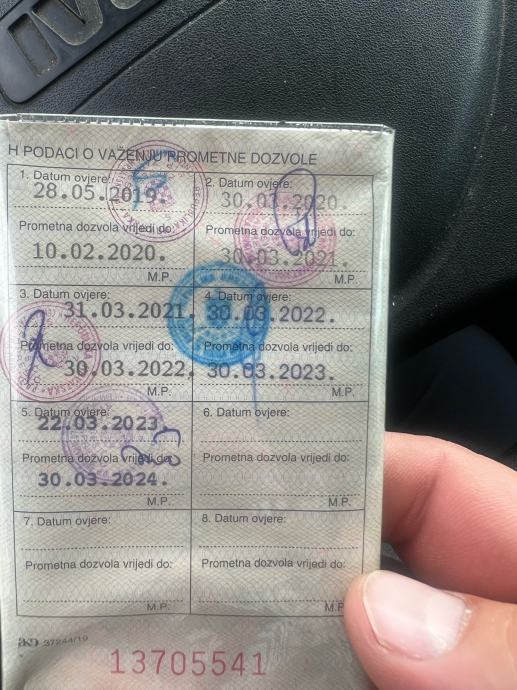 H PODACI O VAŽENJU PROMETNE DOZVOLE
1. Datum ovjere:
28.05.2019.
Prometna dozvola vrijedi do:
10.02.2020.
M.P.
2. Datum ovjere:
30.03.2020.
Prometna dozvola vrijedi do:
30.03.2021.
M.P.
3. Datum ovjere:
31.03.2021.
Prometna dozvola vrijedi do:
30.03.2022.
M.P.
4. Datum ovjere:
30.03.2022.
Prometna dozvola vrijedi do:
30.03.2023.
M.P.
5. Datum ovjere:
22.03.2023.
Prometna dozvola vrijedi do:
30.03.2024.
M.P.
6. Datum ovjere:
Prometna dozvola vrijedi do:
M.P.
7. Datum ovjere:
Prometna dozvola vrijedi do:
M.P.
8. Datum ovjere:
Prometna dozvola vrijedi do:
M.P.
37244/19
13705541